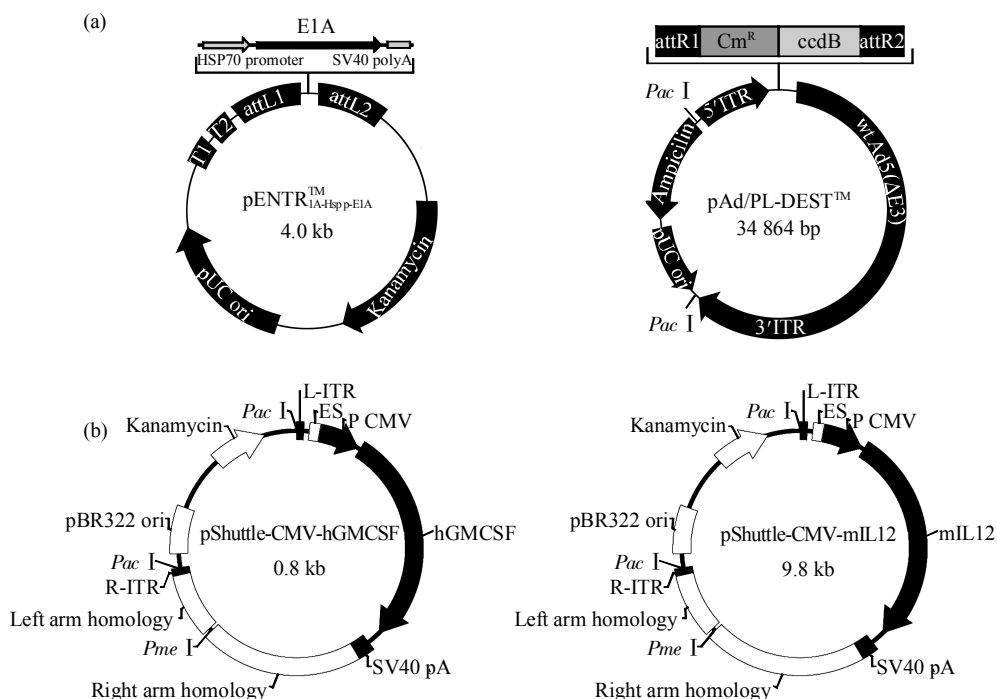 (a)
E1A
HSP70 promoter
SV40 polyA
attL1
attL2
T2
T1
pENTR™1A-Hsp p-E1A
4.0 kb
pUC ori
Kanamycin
attR1
CmR
ccdB
attR2
Pac I
5′ITR
Ampicilin
wt Ad5(ΔE3)
pAd/PL-DEST™
34 864 bp
pUC ori
Pac I
3′ITR
(b)
L-ITR
Pac I
ES
P CMV
Kanamycin
pBR322 ori
pShuttle-CMV-hGMCSF
hGMCSF
0.8 kb
Pac I
R-ITR
Left arm homology
Pme I
SV40 pA
Right arm homology
L-ITR
Pac I
ES
P CMV
Kanamycin
pBR322 ori
pShuttle-CMV-mIL12
mIL12
9.8 kb
Pac I
R-ITR
Left arm homology
Pme I
SV40 pA
Right arm homology